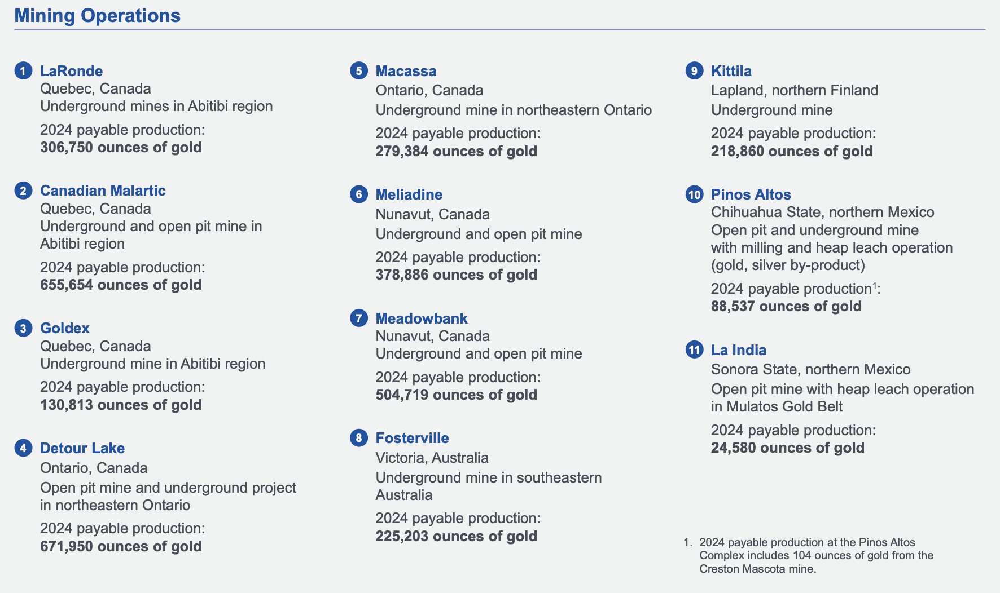 Mining Operations
1 LaRonde
Quebec, Canada
Underground mines in Abitibi region
2024 payable production:
306,750 ounces of gold
2 Canadian Malartic
Quebec, Canada
Underground and open pit mine in
Abitibi region
2024 payable production:
655,654 ounces of gold
3 Goldex
Quebec, Canada
Underground mine in Abitibi region
2024 payable production:
130,813 ounces of gold
4 Detour Lake
Ontario, Canada
Open pit mine and underground project
in northeastern Ontario
2024 payable production:
671,950 ounces of gold
5 Macassa
Ontario, Canada
Underground mine in northeastern Ontario
2024 payable production:
279,384 ounces of gold
6 Meliadine
Nunavut, Canada
Underground and open pit mine
2024 payable production:
378,886 ounces of gold
7 Meadowbank
Nunavut, Canada
Underground and open pit mine
2024 payable production:
504,719 ounces of gold
8 Fosterville
Victoria, Australia
Underground mine in southeastern
Australia
2024 payable production:
225,203 ounces of gold
9 Kittila
Lapland, northern Finland
Underground mine
2024 payable production:
218,860 ounces of gold
10 Pinos Altos
Chihuahua State, northern Mexico
Open pit and underground mine
with milling and heap leach operation
(gold, silver by-product)
2024 payable production¹:
88,537 ounces of gold
11 La India
Sonora State, northern Mexico
Open pit mine with heap leach operation
in Mulatos Gold Belt
2024 payable production:
24,580 ounces of gold
1. 2024 payable production at the Pinos Altos
Complex includes 104 ounces of gold from the
Creston Mascota mine.